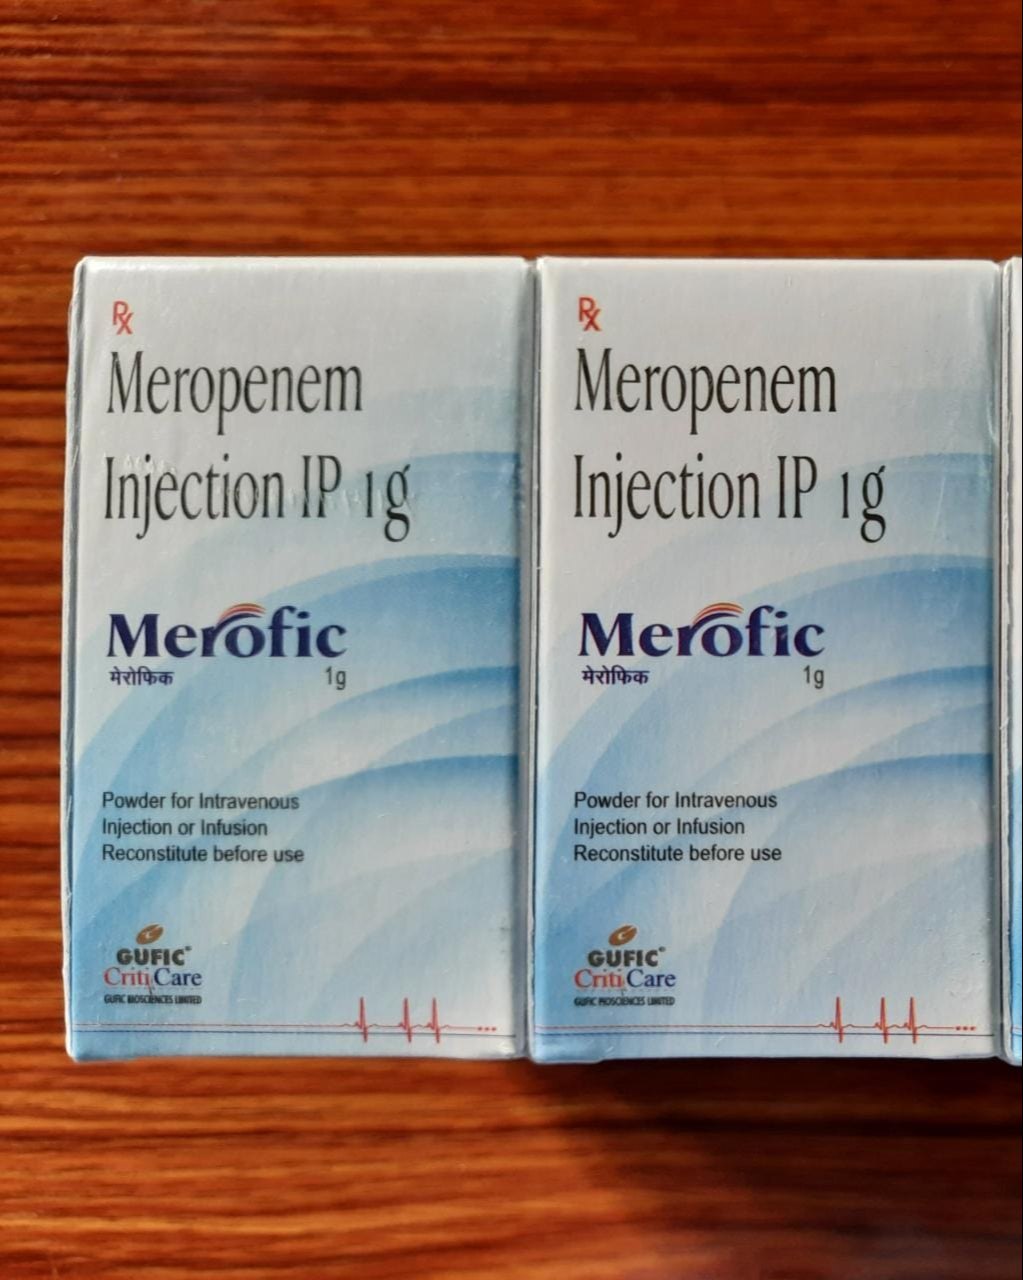 Rx
Meropenem
Injection IP 1g
Merofic
मेरोफिक 1g
Powder for Intravenous
Injection or Infusion
Reconstitute before use
GUFIC®
CritiCare
GUFIC BIOSCIENCES LIMITED
Rx
Meropenem
Injection IP 1g
Merofic
मेरोफिक 1g
Powder for Intravenous
Injection or Infusion
Reconstitute before use
GUFIC®
CritiCare
GUFIC BIOSCIENCES LIMITED